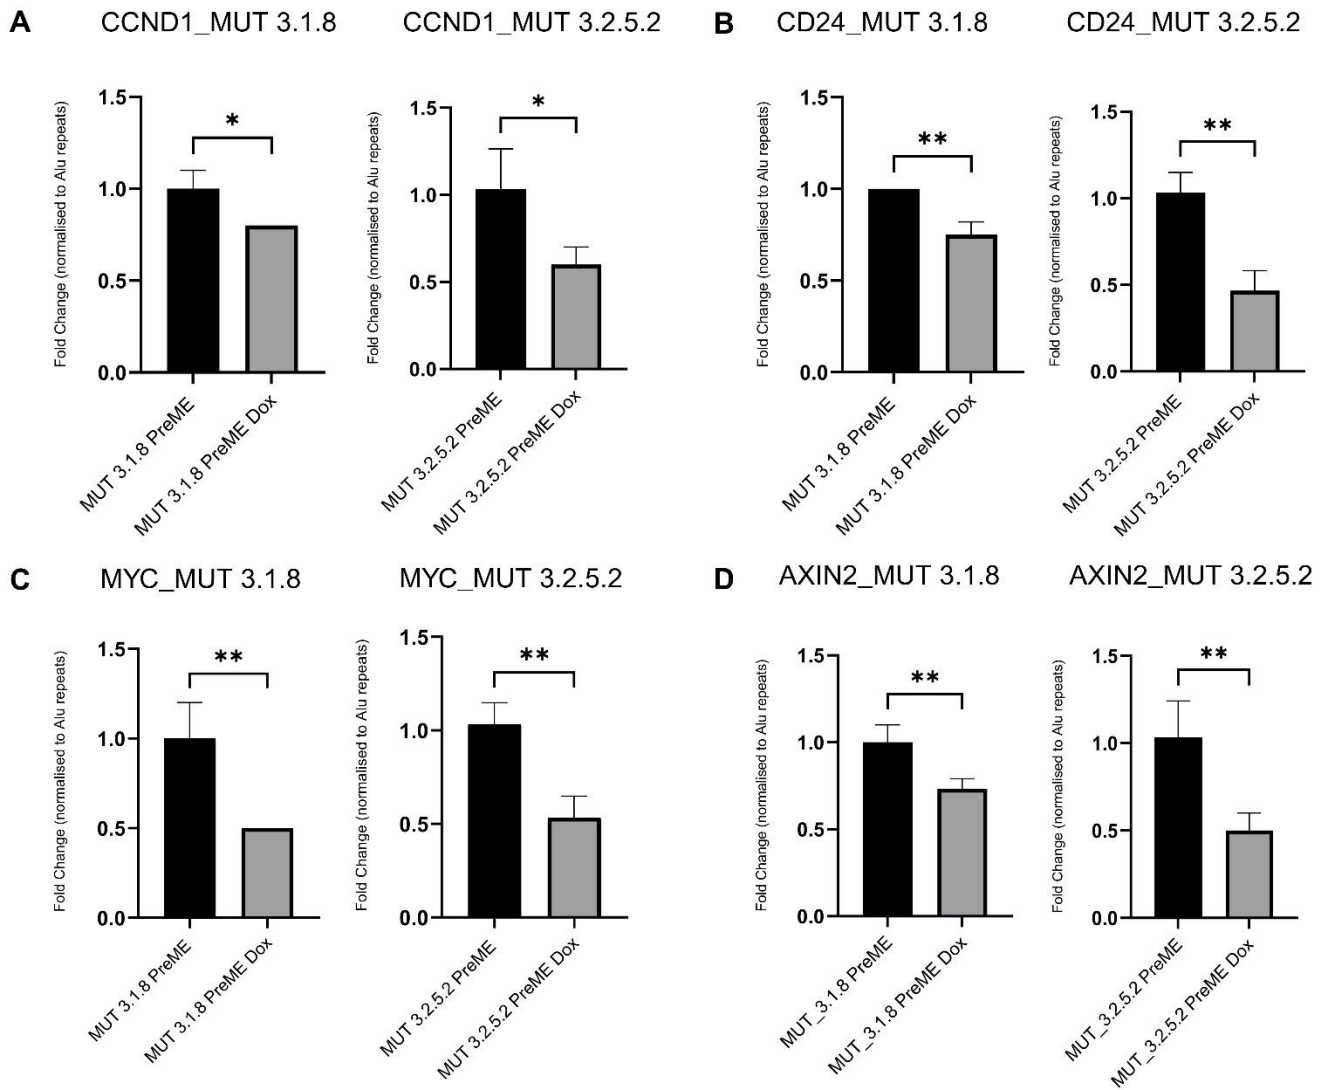 A
CCND1_MUT 3.1.8
CCND1_MUT 3.2.5.2
Fold Change (normalised to Alu repeats)
1.5
1.0
0.5
0.0
*
MUT 3.1.8 PreME
MUT 3.1.8 PreME Dox
Fold Change (normalised to Alu repeats)
1.5
1.0
0.5
0.0
*
MUT 3.2.5.2 PreME
MUT 3.2.5.2 PreME Dox
B
CD24_MUT 3.1.8
CD24_MUT 3.2.5.2
Fold Change (normalised to Alu repeats)
1.5
1.0
0.5
0.0
**
MUT 3.1.8 PreME
MUT 3.1.8 PreME Dox
Fold Change (normalised to Alu repeats)
1.5
1.0
0.5
0.0
**
MUT 3.2.5.2 PreME
MUT 3.2.5.2 PreME Dox
C
MYC_MUT 3.1.8
MYC_MUT 3.2.5.2
Fold Change (normalised to Alu repeats)
1.5
1.0
0.5
0.0
**
MUT 3.1.8 PreME
MUT 3.1.8 PreME Dox
Fold Change (normalised to Alu repeats)
1.5
1.0
0.5
0.0
**
MUT 3.2.5.2 PreME
MUT 3.2.5.2 PreME Dox
D
AXIN2_MUT 3.1.8
AXIN2_MUT 3.2.5.2
Fold Change (normalised to Alu repeats)
1.5
1.0
0.5
0.0
**
MUT_3.1.8 PreME
MUT_3.1.8 PreME Dox
Fold Change (normalised to Alu repeats)
1.5
1.0
0.5
0.0
**
MUT_3.2.5.2 PreME
MUT_3.2.5.2 PreME Dox